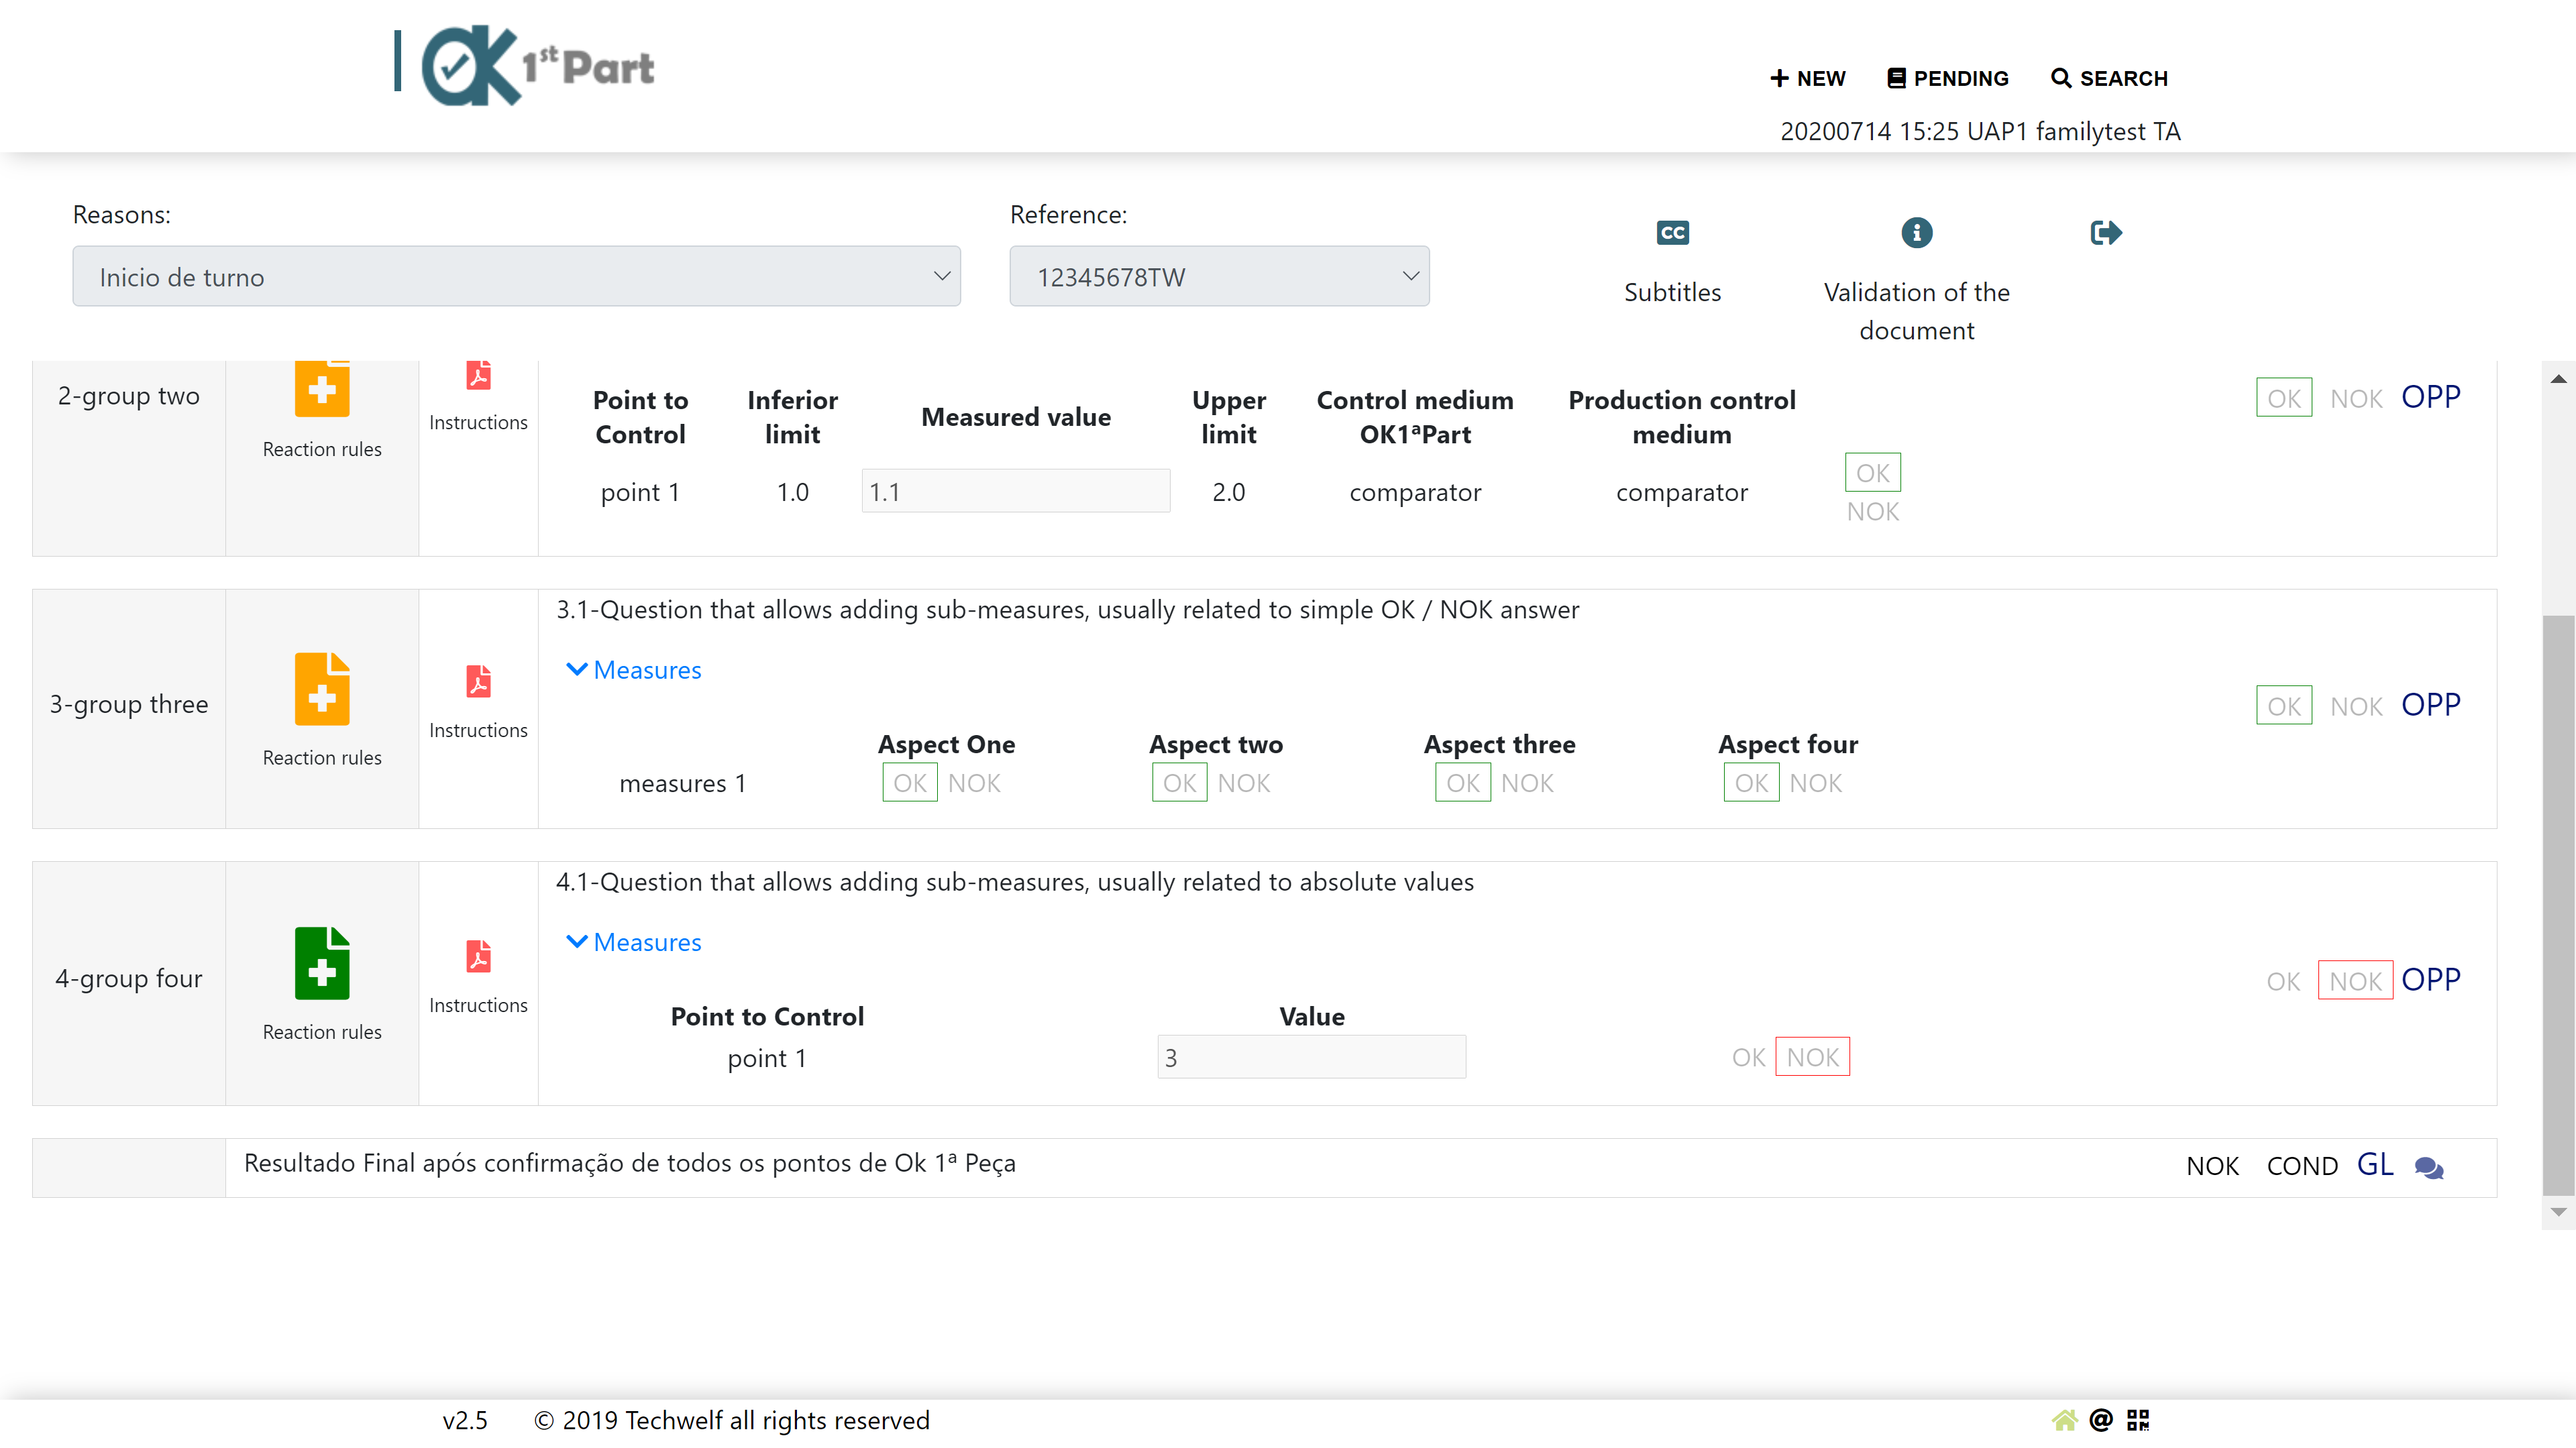 OK 1st Part
NEW PENDING SEARCH
20200714 15:25 UAP1 familytest TA
Reasons:
Reference:
Inicio de turno
12345678TW
CC
Subtitles
Validation of the
document
2-group two
Reaction rules
Instructions
Point to
Control
Inferior
limit
Measured value
Upper
limit
Control medium
OK1ªPart
Production control
medium
point 1 1.0 1.1 2.0 comparator comparator OK
NOK
OK NOK OPP
3-group three
Reaction rules
Instructions
3.1-Question that allows adding sub-measures, usually related to simple OK / NOK answer
Measures
Aspect One Aspect two Aspect three Aspect four
measures 1 OK NOK OK NOK OK NOK OK NOK
OK NOK OPP
4-group four
Reaction rules
Instructions
4.1-Question that allows adding sub-measures, usually related to absolute values
Measures
Point to Control Value
point 1 3 OK NOK
OK NOK OPP
Resultado Final após confirmação de todos os pontos de Ok 1ª Peça NOK COND GL
v2.5 © 2019 Techwelf all rights reserved